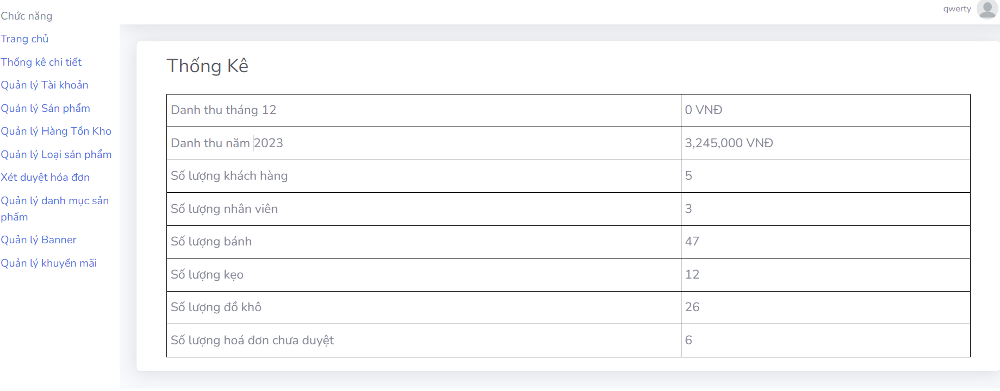 Chức năng
Trang chủ
Thống kê chi tiết
Quản lý Tài khoản
Quản lý Sản phẩm
Quản lý Hàng Tồn Kho
Quản lý Loại sản phẩm
Xét duyệt hóa đơn
Quản lý danh mục sản
phẩm
Quản lý Banner
Quản lý khuyến mãi
qwerty
Thống Kê
Danh thu tháng 12 0 VNĐ
Danh thu năm 2023 3,245,000 VNĐ
Số lượng khách hàng 5
Số lượng nhân viên 3
Số lượng bánh 47
Số lượng kẹo 12
Số lượng đồ khô 26
Số lượng hoá đơn chưa duyệt 6